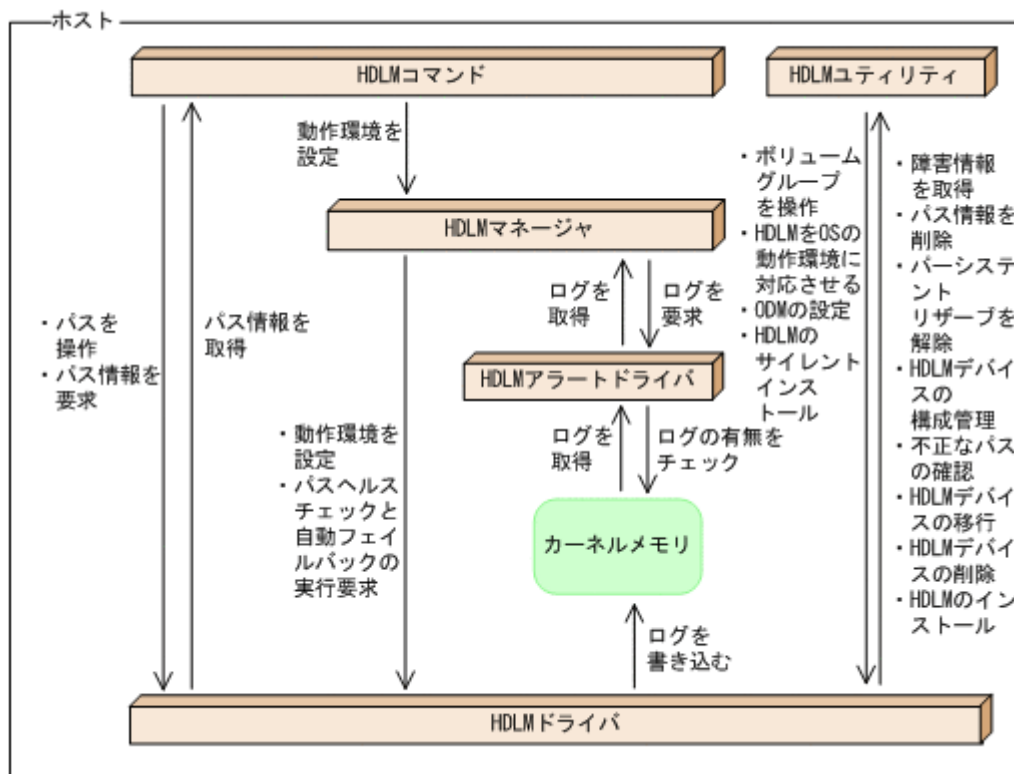 ホスト
HDLMコマンド
HDLMユティリティ
動作環境を
設定
HDLMマネージャ
・パスを
操作
・パス情報を
要求
パス情報を
取得
・動作環境を
設定
・パスヘルス
チェックと
自動フェイ
ルバックの
実行要求
ログを
取得
ログを
要求
HDLMアラートドライバ
ログを
取得
ログの有無を
チェック
カーネルメモリ
ログを
書き込む
・ボリューム
グループ
を操作
・HDLMをOSの
動作環境に
対応させる
・ODMの設定
・HDLMの
サイレント
インス
トール
・障害情報
を取得
・パス情報を
削除
・パーシステ
ント
リザーブを
解除
・HDLMデバイ
スの
構成管理
・不正なパス
の確認
・HDLMデバイ
スの移行
・HDLMデバイ
スの削除
・HDLMのイン
ストール
HDLMドライバ